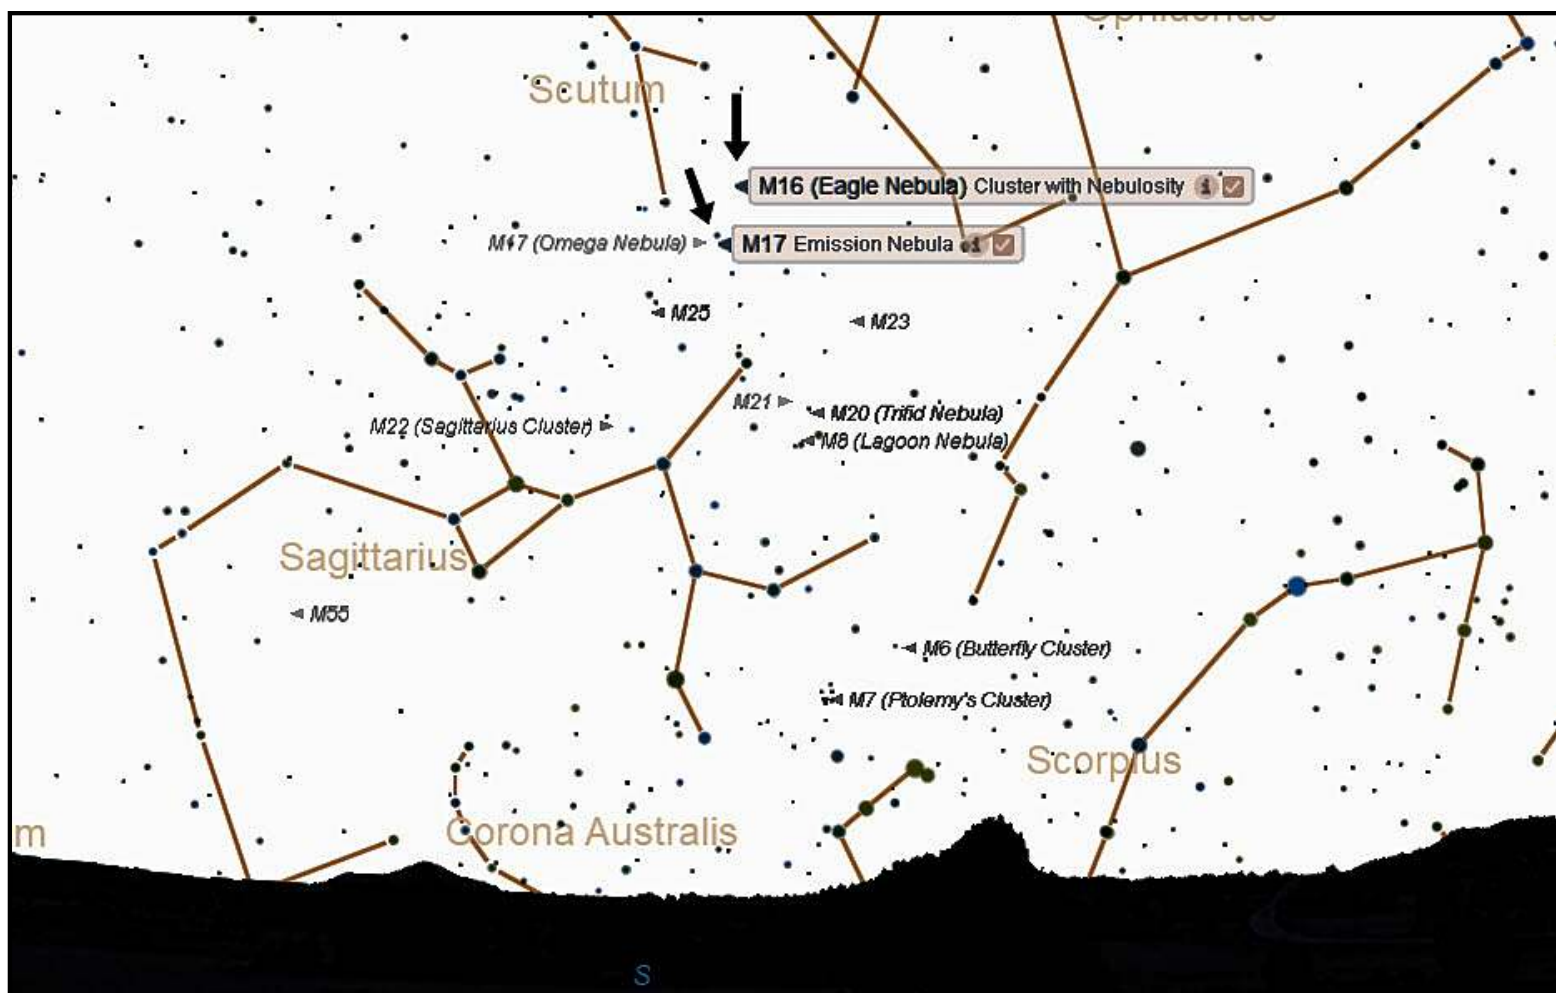 Scutum
M16 (Eagle Nebula) Cluster with Nebulosity i
M17 (Omega Nebula)
M17 Emission Nebula i
M25
M23
M21
M20 (Trifid Nebula)
M22 (Sagittarius Cluster)
M8 (Lagoon Nebula)
Sagittarius
M55
M6 (Butterfly Cluster)
M7 (Ptolemy's Cluster)
Scorpius
m
Corona Australis
S